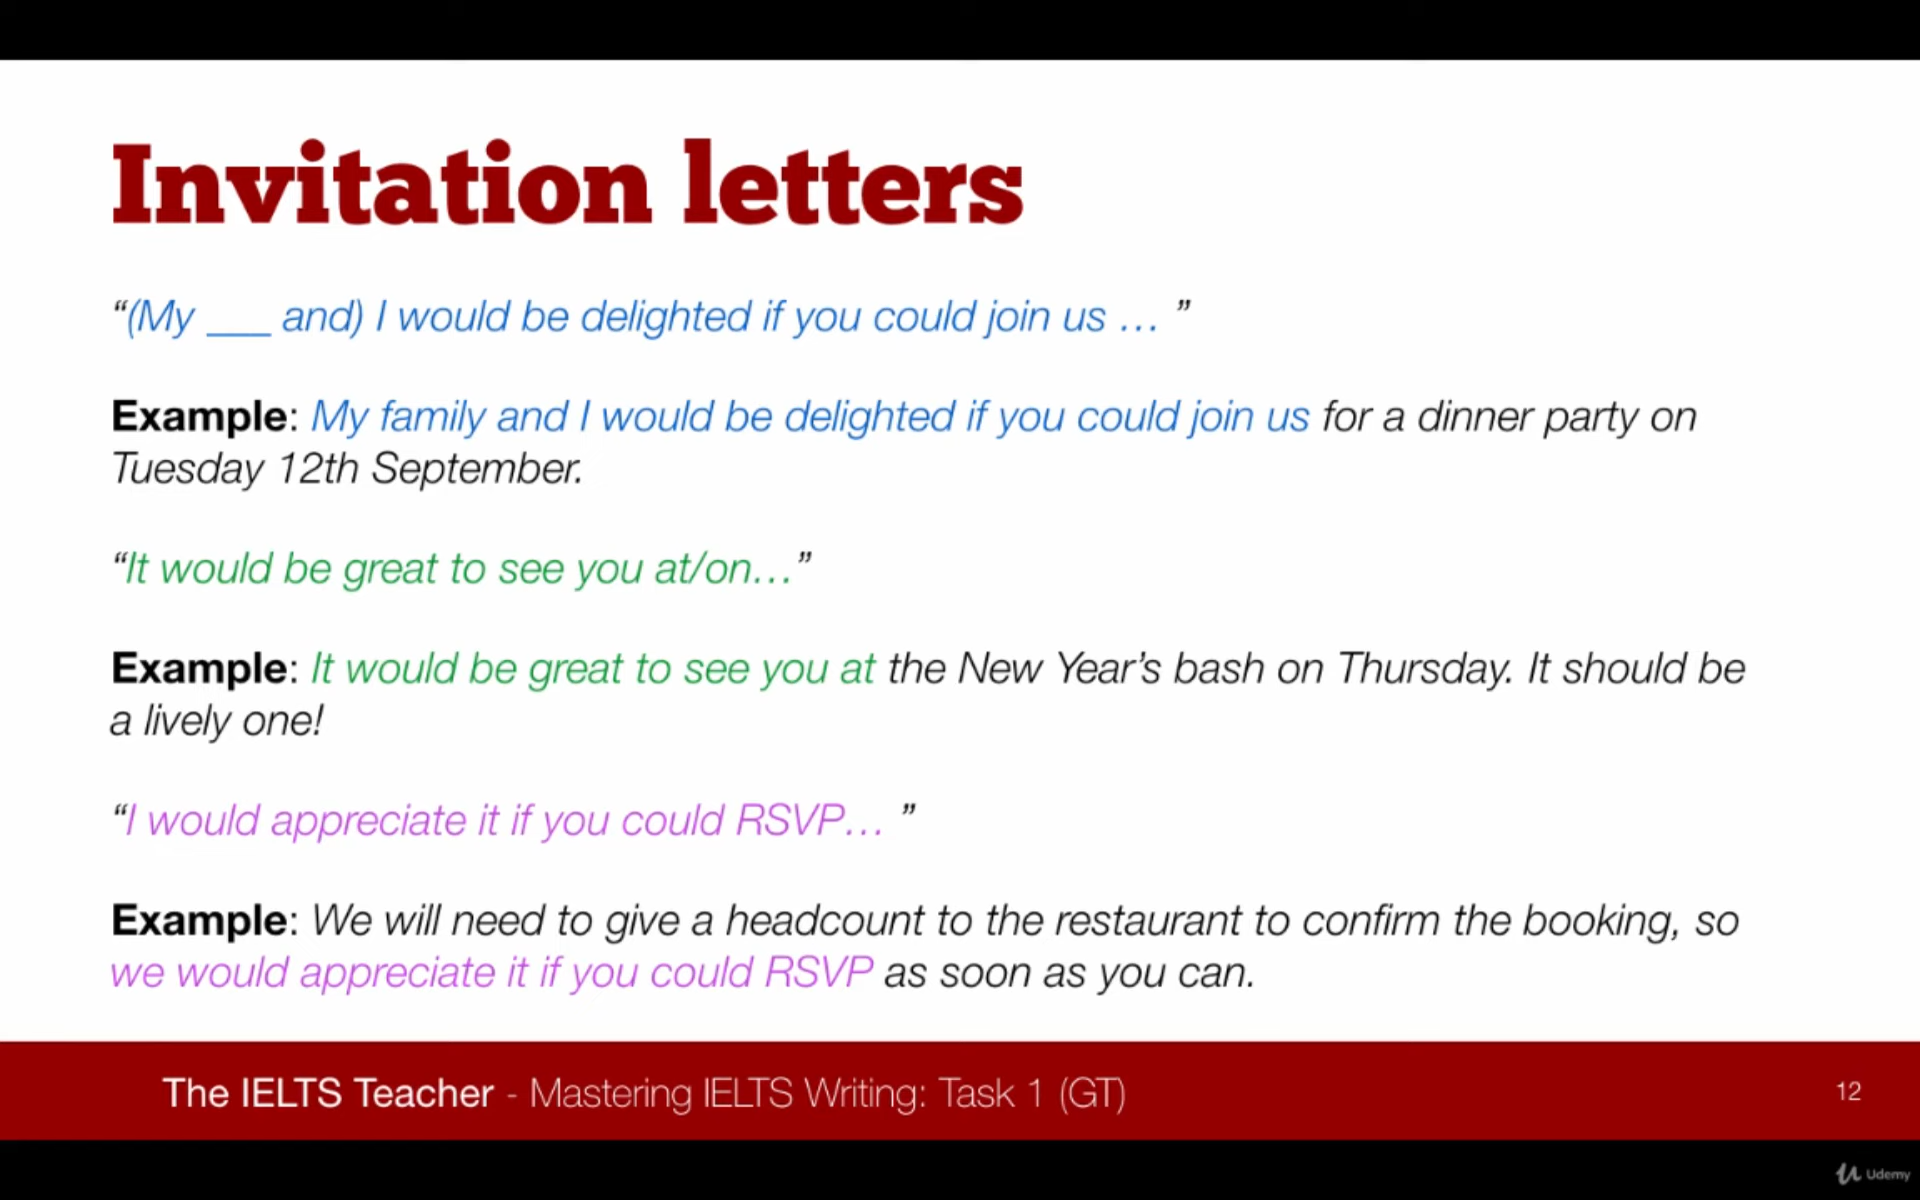 Invitation letters
“(My ___ and) I would be delighted if you could join us … ”
Example: My family and I would be delighted if you could join us for a dinner party on
Tuesday 12th September.
“It would be great to see you at/on…”
Example: It would be great to see you at the New Year’s bash on Thursday. It should be
a lively one!
“I would appreciate it if you could RSVP… ”
Example: We will need to give a headcount to the restaurant to confirm the booking, so
we would appreciate it if you could RSVP as soon as you can.
The IELTS Teacher - Mastering IELTS Writing: Task 1 (GT)
12
Udemy